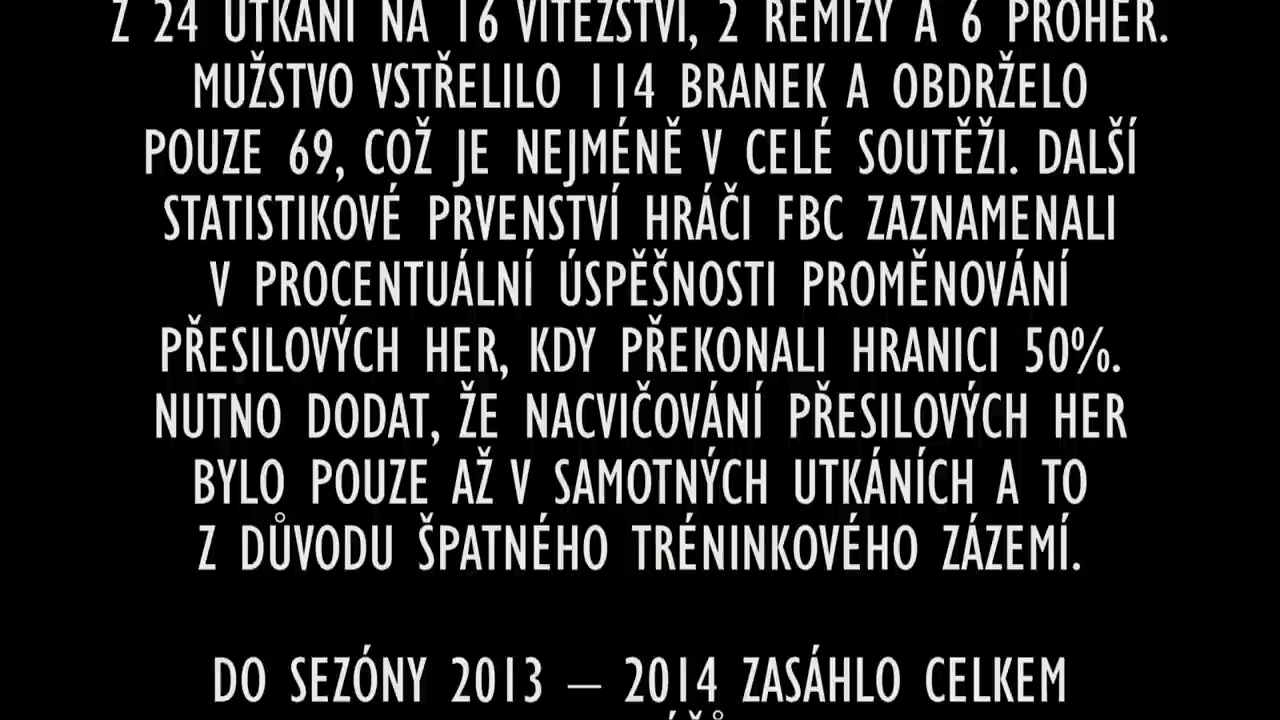 Z 24 UTKÁNÍ NA 16 VÍTĚZSTVÍ, 2 REMÍZY A 6 PROHER.
MUŽSTVO VSTŘELILO 114 BRANEK A OBDRŽELO
POUZE 69, COŽ JE NEJMÉNĚ V CELÉ SOUTĚŽI. DALŠÍ
STATISTIKOVÉ PRVENSTVÍ HRÁČI FBC ZAZNAMENALI
V PROCENTUÁLNÍ ÚSPĚŠNOSTI PROMĚNOVÁNÍ
PŘESILOVÝCH HER, KDY PŘEKONALI HRANICI 50%.
NUTNO DODAT, ŽE NACVIČOVÁNÍ PŘESILOVÝCH HER
BYLO POUZE AŽ V SAMOTNÝCH UTKÁNÍCH A TO
Z DŮVODU ŠPATNÉHO TRÉNINKOVÉHO ZÁZEMÍ.
DO SEZÓNY 2013 – 2014 ZASÁHLO CELKEM